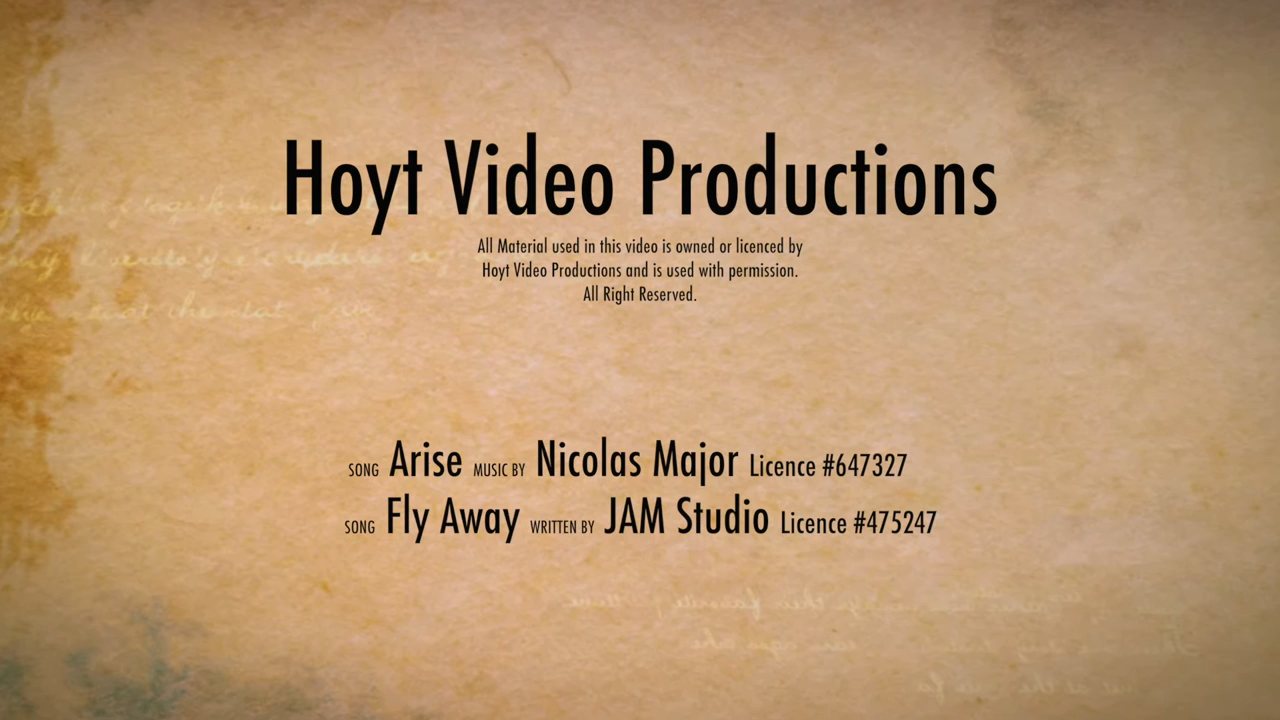 Hoyt Video Productions
All Material used in this video is owned or licenced by
Hoyt Video Productions and is used with permission.
All Right Reserved.
SONG Arise MUSIC BY Nicolas Major Licence #647327
SONG Fly Away WRITTEN BY JAM Studio Licence #475247